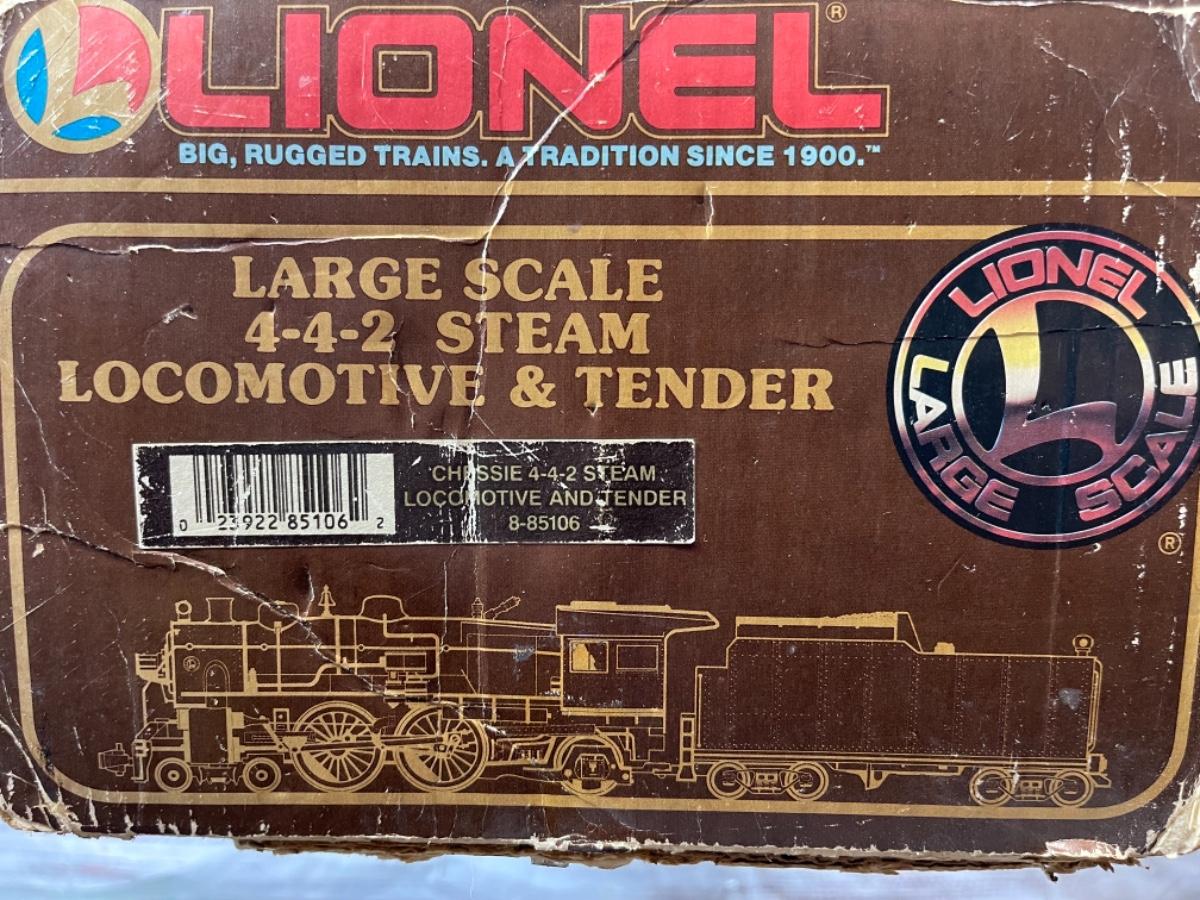 LIONEL®
BIG, RUGGED TRAINS. A TRADITION SINCE 1900.™
LARGE SCALE
4-4-2 STEAM
LOCOMOTIVE & TENDER
LIONEL
LARGE SCALE
®
CHESSIE 4-4-2 STEAM
LOCOMOTIVE AND TENDER
8-85106
0 23922 85106 2